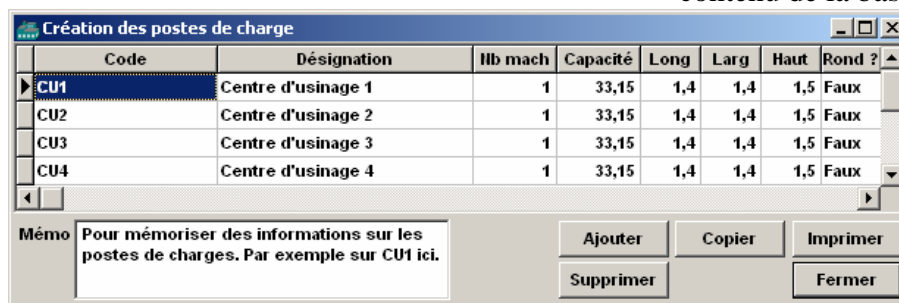 contenu de la bas
Création des postes de charge
Code Désignation Nb mach Capacité Long Larg Haut Rond ?
CU1 Centre d'usinage 1 1 33,15 1,4 1,4 1,5 Faux
CU2 Centre d'usinage 2 1 33,15 1,4 1,4 1,5 Faux
CU3 Centre d'usinage 3 1 33,15 1,4 1,4 1,5 Faux
CU4 Centre d'usinage 4 1 33,15 1,4 1,4 1,5 Faux
Mémo Pour mémoriser des informations sur les
postes de charges. Par exemple sur CU1 ici.
Ajouter Copier Imprimer
Supprimer Fermer